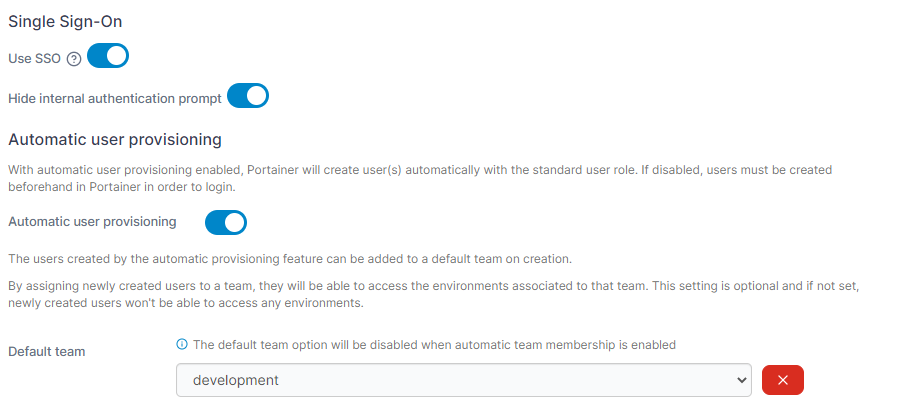 Single Sign-On
Use SSO
Hide internal authentication prompt
Automatic user provisioning
With automatic user provisioning enabled, Portainer will create user(s) automatically with the standard user role. If disabled, users must be created
beforehand in Portainer in order to login.
Automatic user provisioning
The users created by the automatic provisioning feature can be added to a default team on creation.
By assigning newly created users to a team, they will be able to access the environments associated to that team. This setting is optional and if not set,
newly created users won't be able to access any environments.
Default team
The default team option will be disabled when automatic team membership is enabled
development